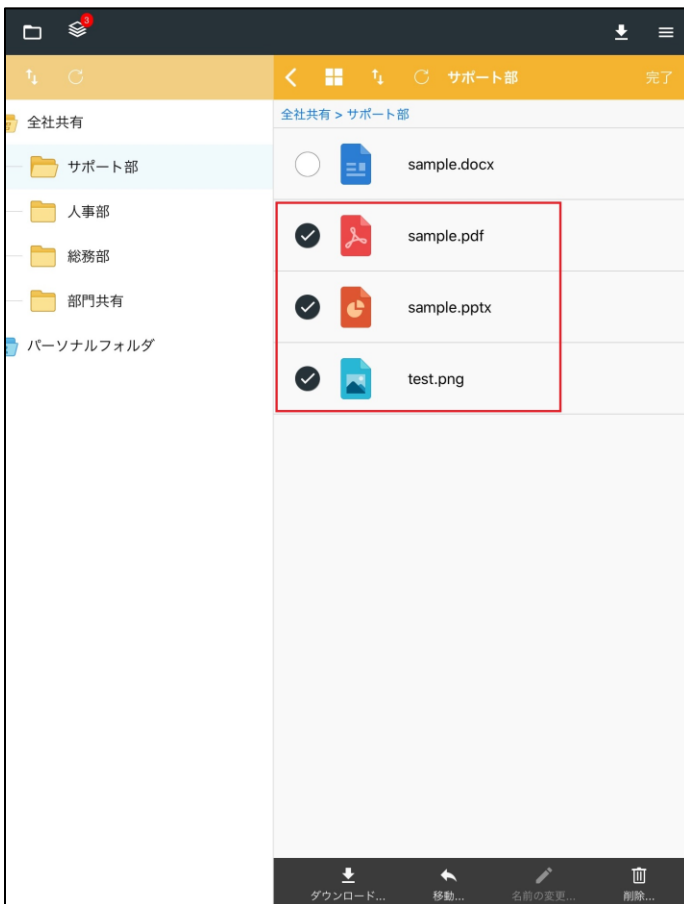 3
全社共有
サポート部
人事部
総務部
部門共有
パーソナルフォルダ
サポート部 完了
全社共有 > サポート部
sample.docx
sample.pdf
sample.pptx
test.png
ダウンロード... 移動... 名前の変更... 削除...